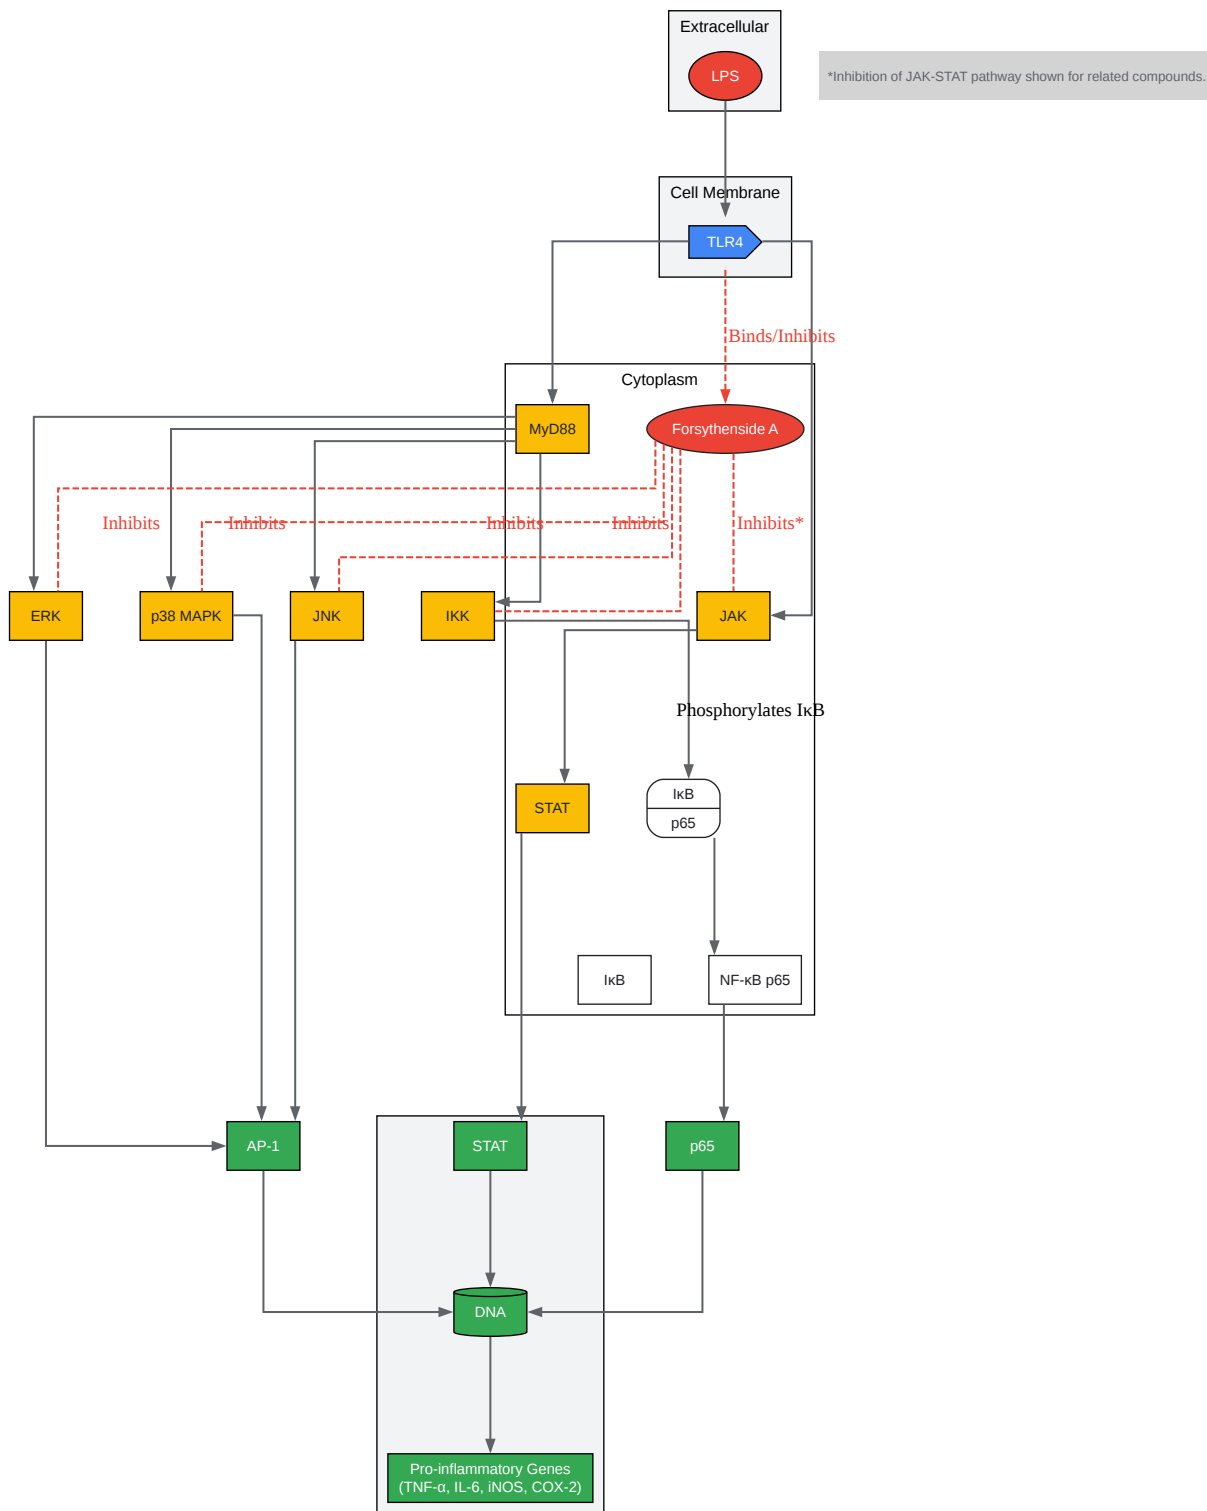 Extracellular
LPS
*Inhibition of JAK-STAT pathway shown for related compounds.
Cell Membrane
TLR4
Binds/Inhibits
Cytoplasm
MyD88
Forsythenside A
Inhibits
Inhibits
Inhibits
Inhibits
Inhibits*
ERK
p38 MAPK
JNK
IKK
JAK
Phosphorylates IκB
STAT
IκB
p65
IκB
NF-κB p65
AP-1
STAT
p65
DNA
Pro-inflammatory Genes
(TNF-α, IL-6, iNOS, COX-2)